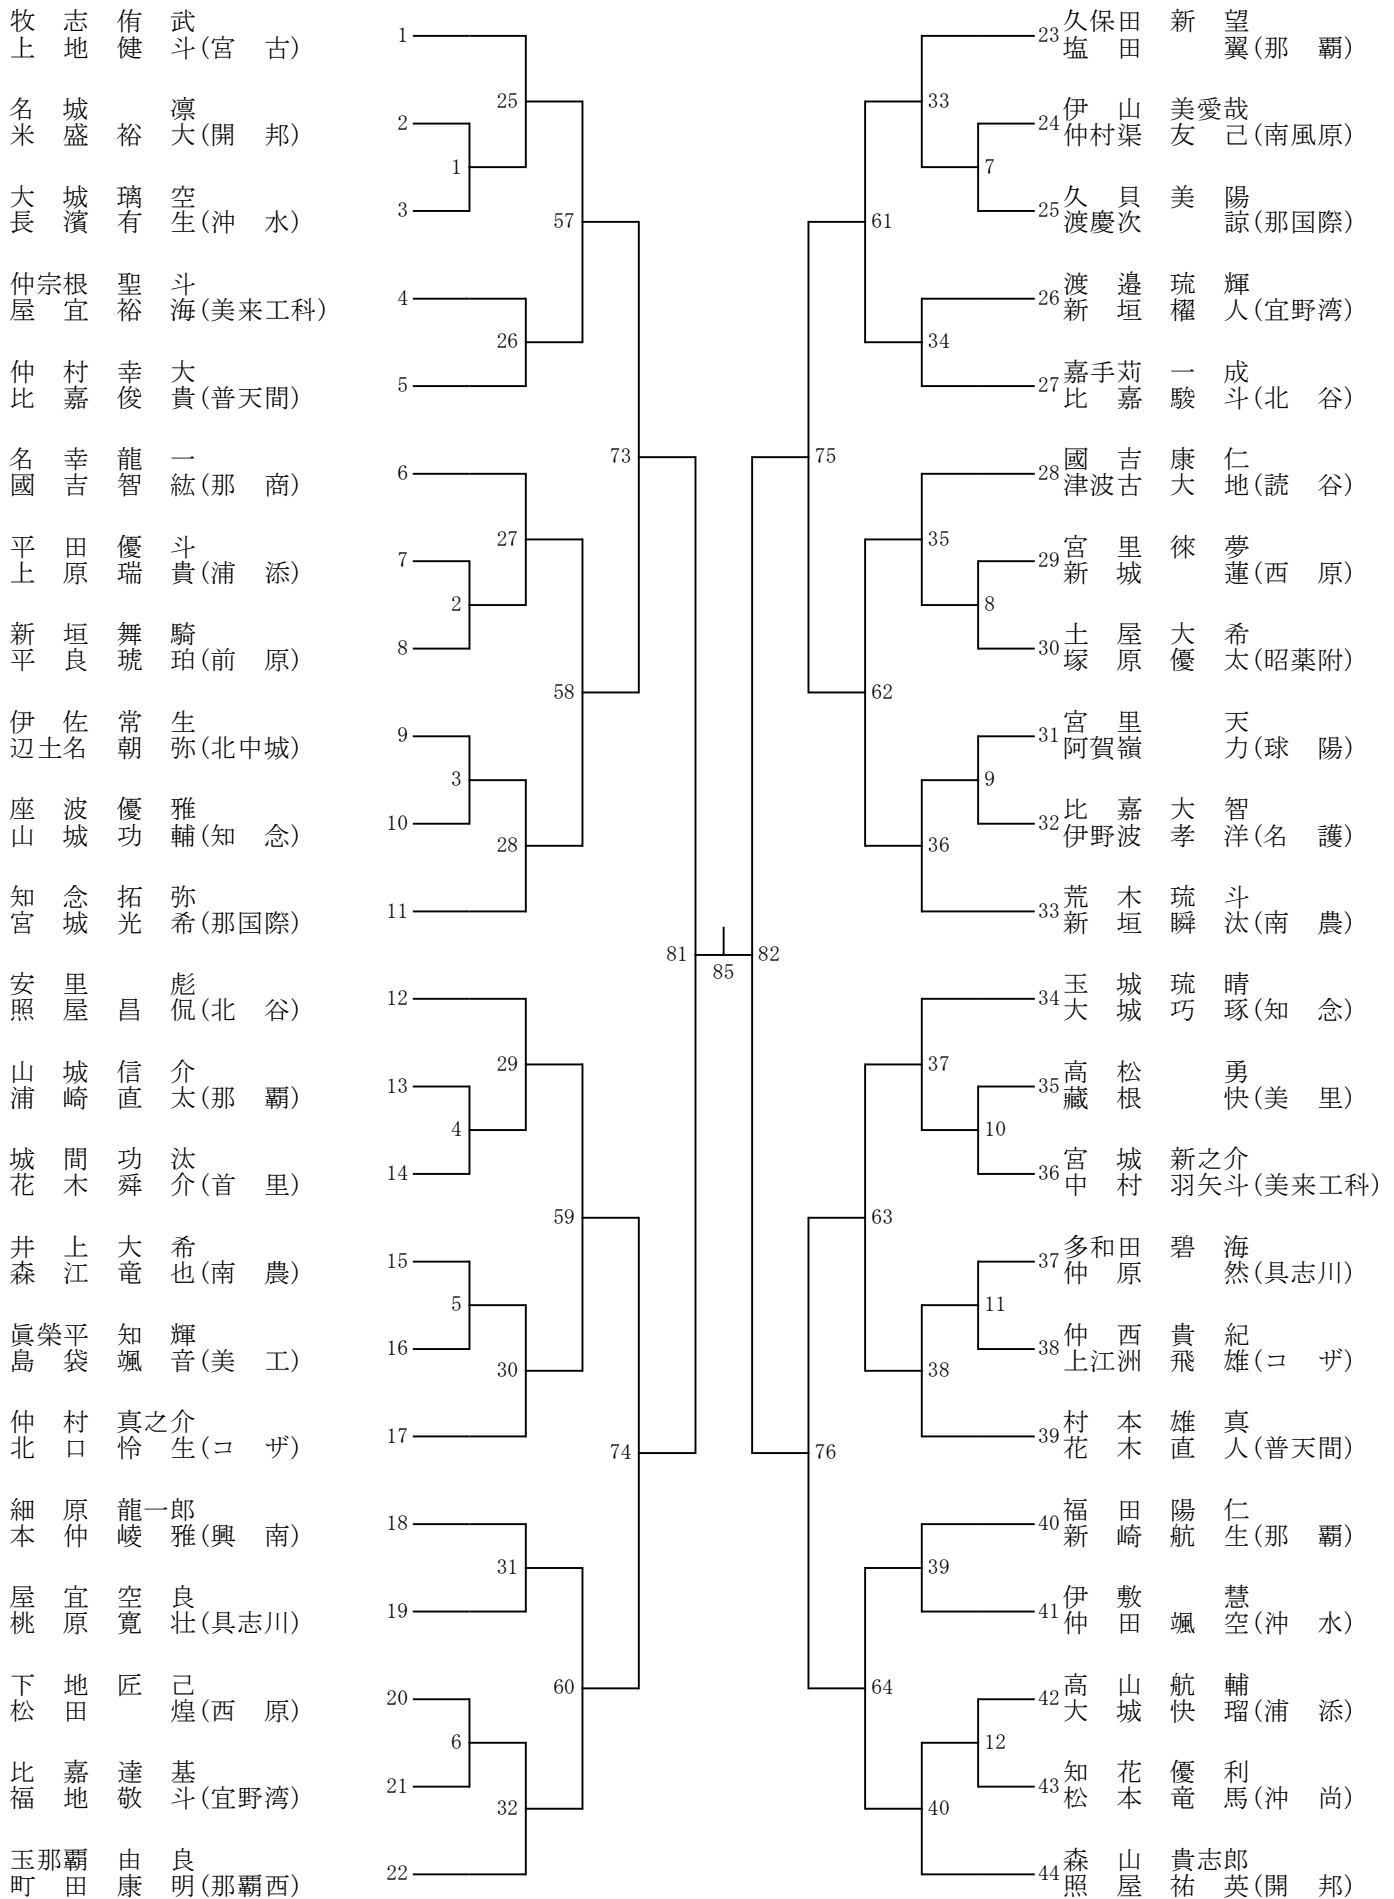 牧志侑武
上地健斗(宮古) 1
名城凛
米盛裕大(開邦) 2
大城璃空
長濱有生(沖水) 3
仲宗根聖斗
屋宜裕海(美来工科) 4
仲村幸大
比嘉俊貴(普天間) 5
名幸龍一
國吉智紘(那商) 6
平田優斗
上原瑞貴(浦添) 7
新垣舞騎
平良琥珀(前原) 8
伊佐常生
辺土名朝弥(北中城) 9
座波優雅
山城功輔(知念) 10
知念拓弥
宮城光希(那国際) 11
安里彪
照屋昌侃(北谷) 12
山城信介
浦崎直太(那覇) 13
城間功汰
花木舜介(首里) 14
井上大希
森江竜也(南農) 15
眞榮平知輝
島袋颯音(美工) 16
仲村真之介
北口怜生(コザ) 17
細原龍一郎
本仲崚雅(興南) 18
屋宜空良
桃原寛壮(具志川) 19
下地匠己
松田煌(西原) 20
比嘉達基
福地敬斗(宜野湾) 21
玉那覇由良
町田康明(那覇西) 22
1
2
3
4
5
6
25
26
27
28
29
30
31
32
57
58
59
60
73
74
81
85
82
75
76
61
62
63
64
33
34
35
36
37
38
39
40
7
8
9
10
11
12
久保田新望
23 塩田翼(那覇)
伊山美愛哉
24 仲村渠友己(南風原)
久貝美陽
25 渡慶次諒(那国際)
渡邉琉輝
26 新垣櫂人(宜野湾)
嘉手苅一成
27 比嘉駿斗(北谷)
國吉康仁
28 津波古大地(読谷)
宮里徠夢
29 新城蓮(西原)
土屋大希
30 塚原優太(昭薬附)
宮里天
31 阿賀嶺力(球陽)
比嘉大智
32 伊野波孝洋(名護)
荒木琉斗
33 新垣瞬汰(南農)
玉城琉晴
34 大城巧琢(知念)
高松勇
35 藏根快(美里)
宮城新之介
36 中村羽矢斗(美来工科)
多和田碧海
37 仲原然(具志川)
仲西貴紀
38 上江洲飛雄(コザ)
村本雄真
39 花木直人(普天間)
福田陽仁
40 新崎航生(那覇)
伊敷慧
41 仲田颯空(沖水)
高山航輔
42 大城快瑠(浦添)
知花優利
43 松本竜馬(沖尚)
森山貴志郎
44 照屋祐英(開邦)